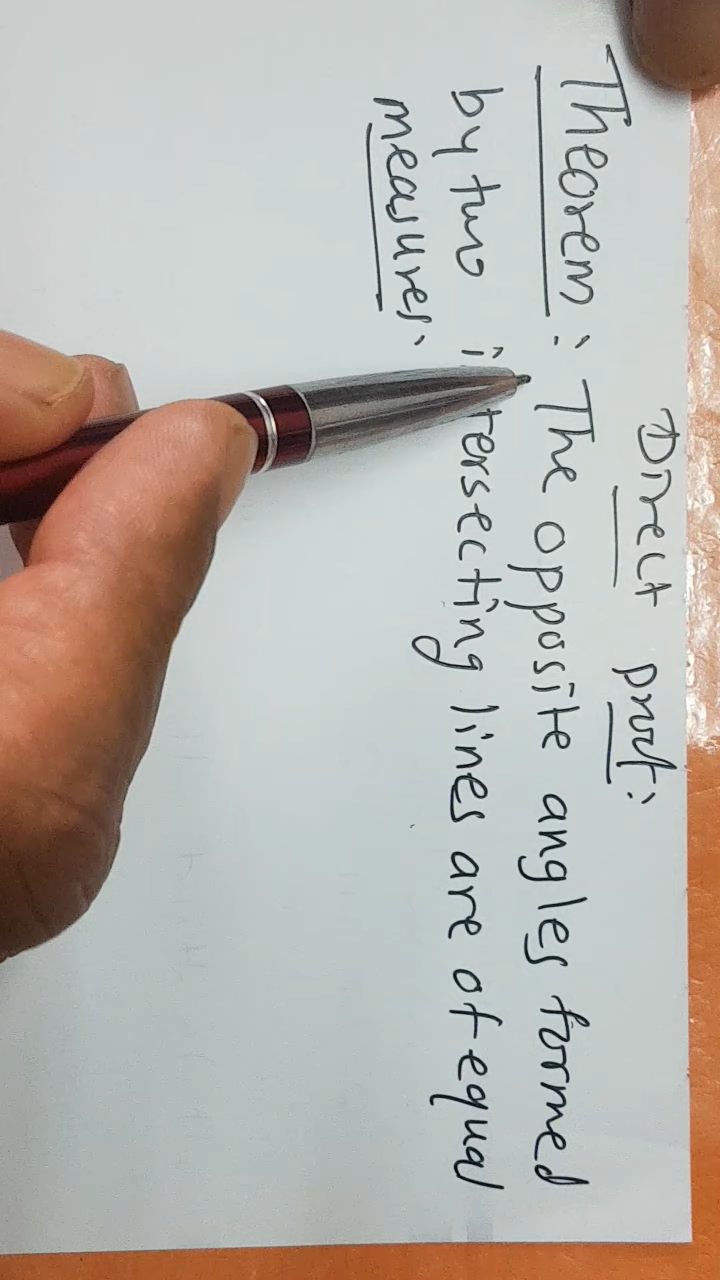 Direct proof:
Theorem: The opposite angles formed
by two intersecting lines are of equal
measures.